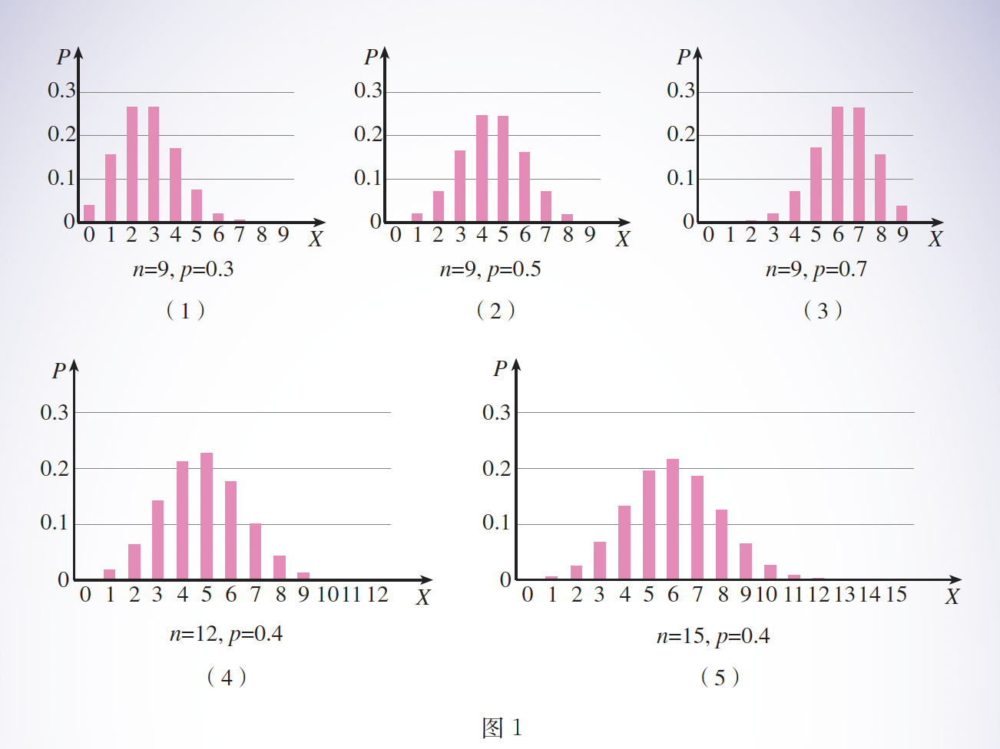 P
0.3
0.2
0.1
0
0 1 2 3 4 5 6 7 8 9 X
n=9, p=0.3
（1）
P
0.3
0.2
0.1
0
0 1 2 3 4 5 6 7 8 9 X
n=9, p=0.5
（2）
P
0.3
0.2
0.1
0
0 1 2 3 4 5 6 7 8 9 X
n=9, p=0.7
（3）
P
0.3
0.2
0.1
0
0 1 2 3 4 5 6 7 8 9 10 11 12 X
n=12, p=0.4
（4）
P
0.3
0.2
0.1
0
0 1 2 3 4 5 6 7 8 9 10 11 12 13 14 15 X
n=15, p=0.4
（5）
图 1